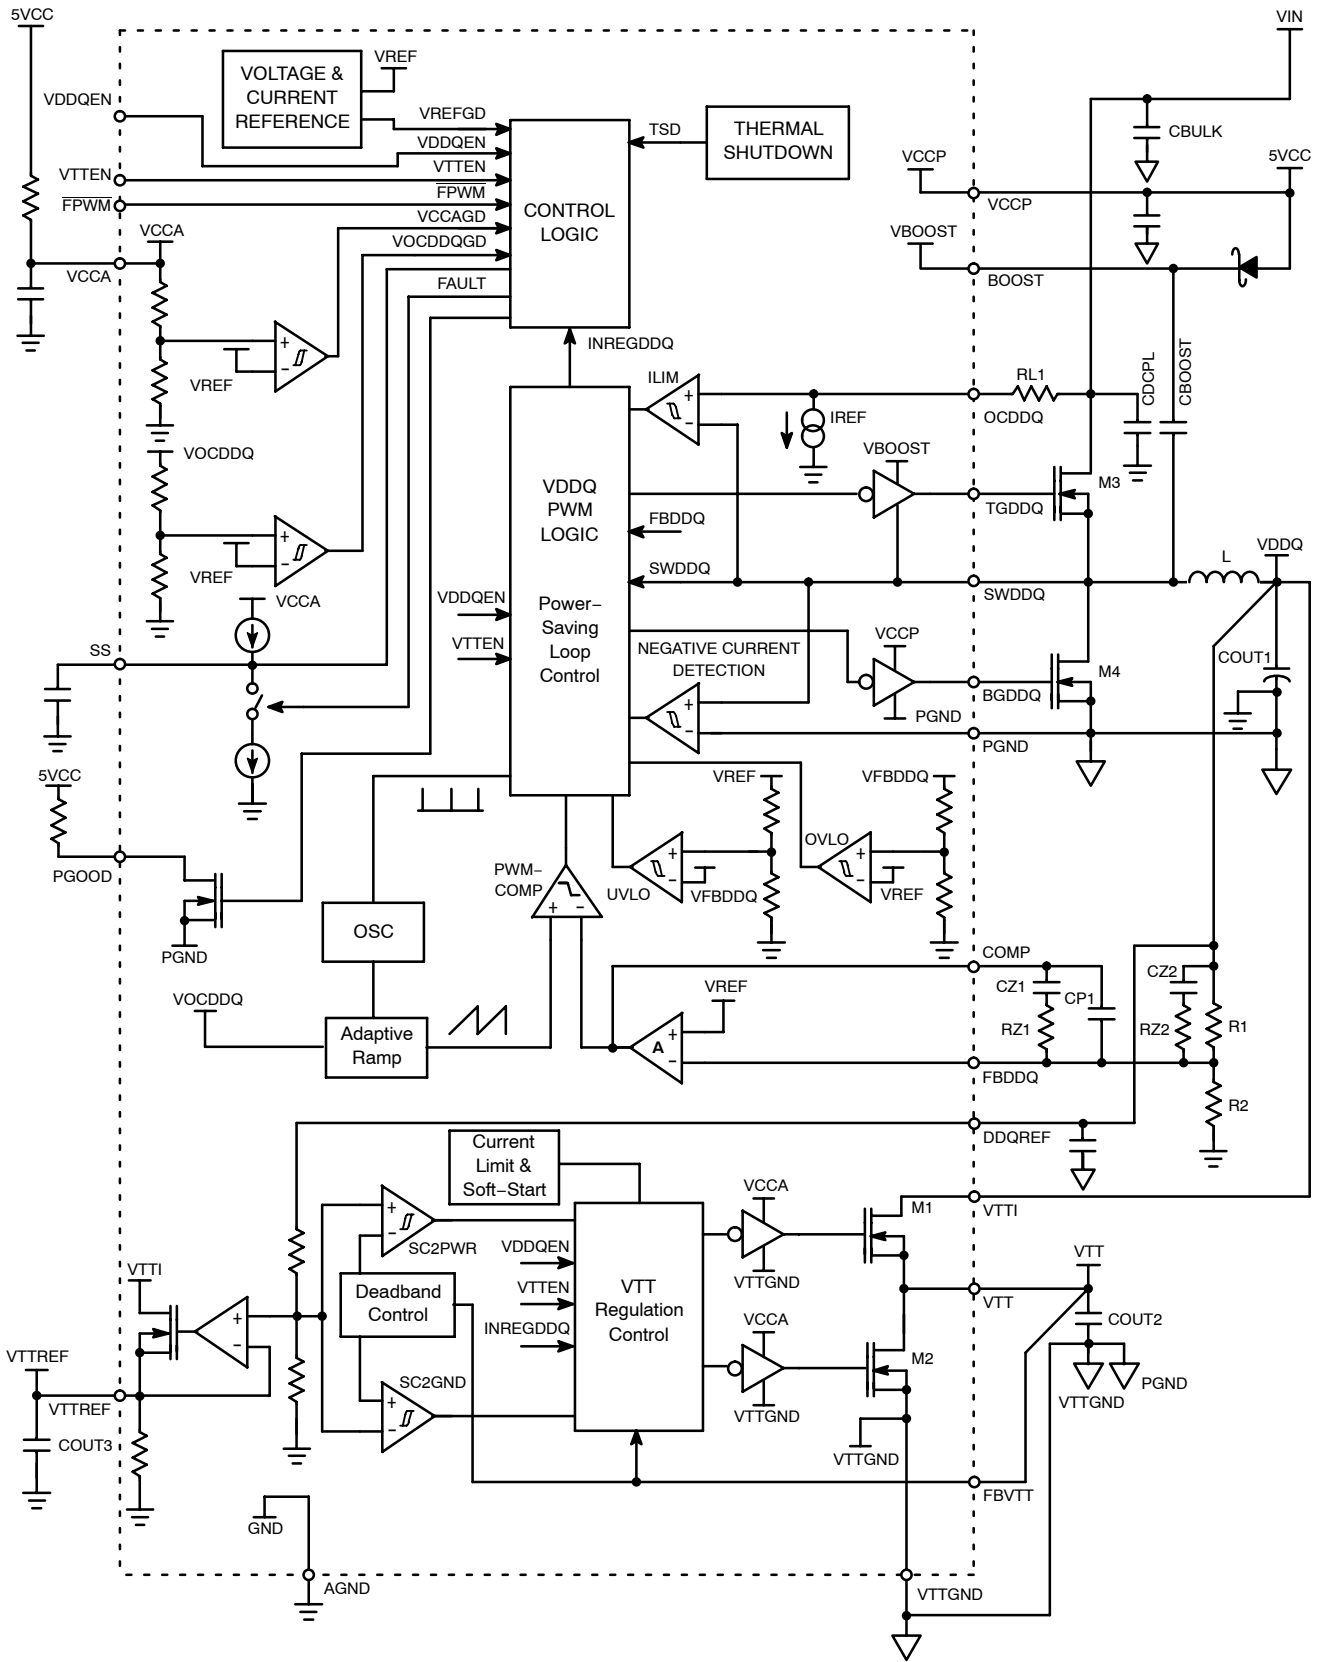 5VCC
VIN
VDDQEN
VOLTAGE &
CURRENT
REFERENCE
VREF
VREFGD
VDDQEN
VTTEN
FPWM
VCCAGD
VOCDDQGD
FAULT
CONTROL
LOGIC
TSD
THERMAL
SHUTDOWN
CBULK
VCCP
VCCP
5VCC
VBOOST
BOOST
VTTEN
FPWM
VCCA
VCCA
+
−
VREF
INREGDDQ
ILIM
+
−
IREF
OCDDQ
RL1
CDCPL
CBOOST
VOCDDQ
+
−
VREF
VDDQ
PWM
LOGIC
Power−
Saving
Loop
Control
VBOOST
TGDDQ
M3
FBDDQ
SWDDQ
SWDDQ
L
VDDQ
VCCA
VDDQEN
VTTEN
NEGATIVE CURRENT
DETECTION
+
−
VCCP
PGND
BGDDQ
M4
COUT1
PGND
SS
5VCC
PGOOD
PGND
VREF
VFBDDQ
PWM−
COMP
+
−
UVLO
+
−
VFBDDQ
OVLO
+
−
VREF
OSC
VOCDDQ
Adaptive
Ramp
A
+
−
VREF
COMP
CZ1
CP1
RZ1
CZ2
RZ2
R1
FBDDQ
R2
DDQREF
Current
Limit &
Soft−Start
+
−
SC2PWR
VDDQEN
VTTEN
INREGDDQ
VTT
Regulation
Control
VCCA
VTTGND
M1
VTTI
VTTI
Deadband
Control
+
−
VTT
VTT
COUT2
VTTGND
PGND
VCCA
VTTGND
M2
VTTREF
VTTREF
COUT3
SC2GND
+
−
VTTGND
FBVTT
GND
AGND
VTTGND